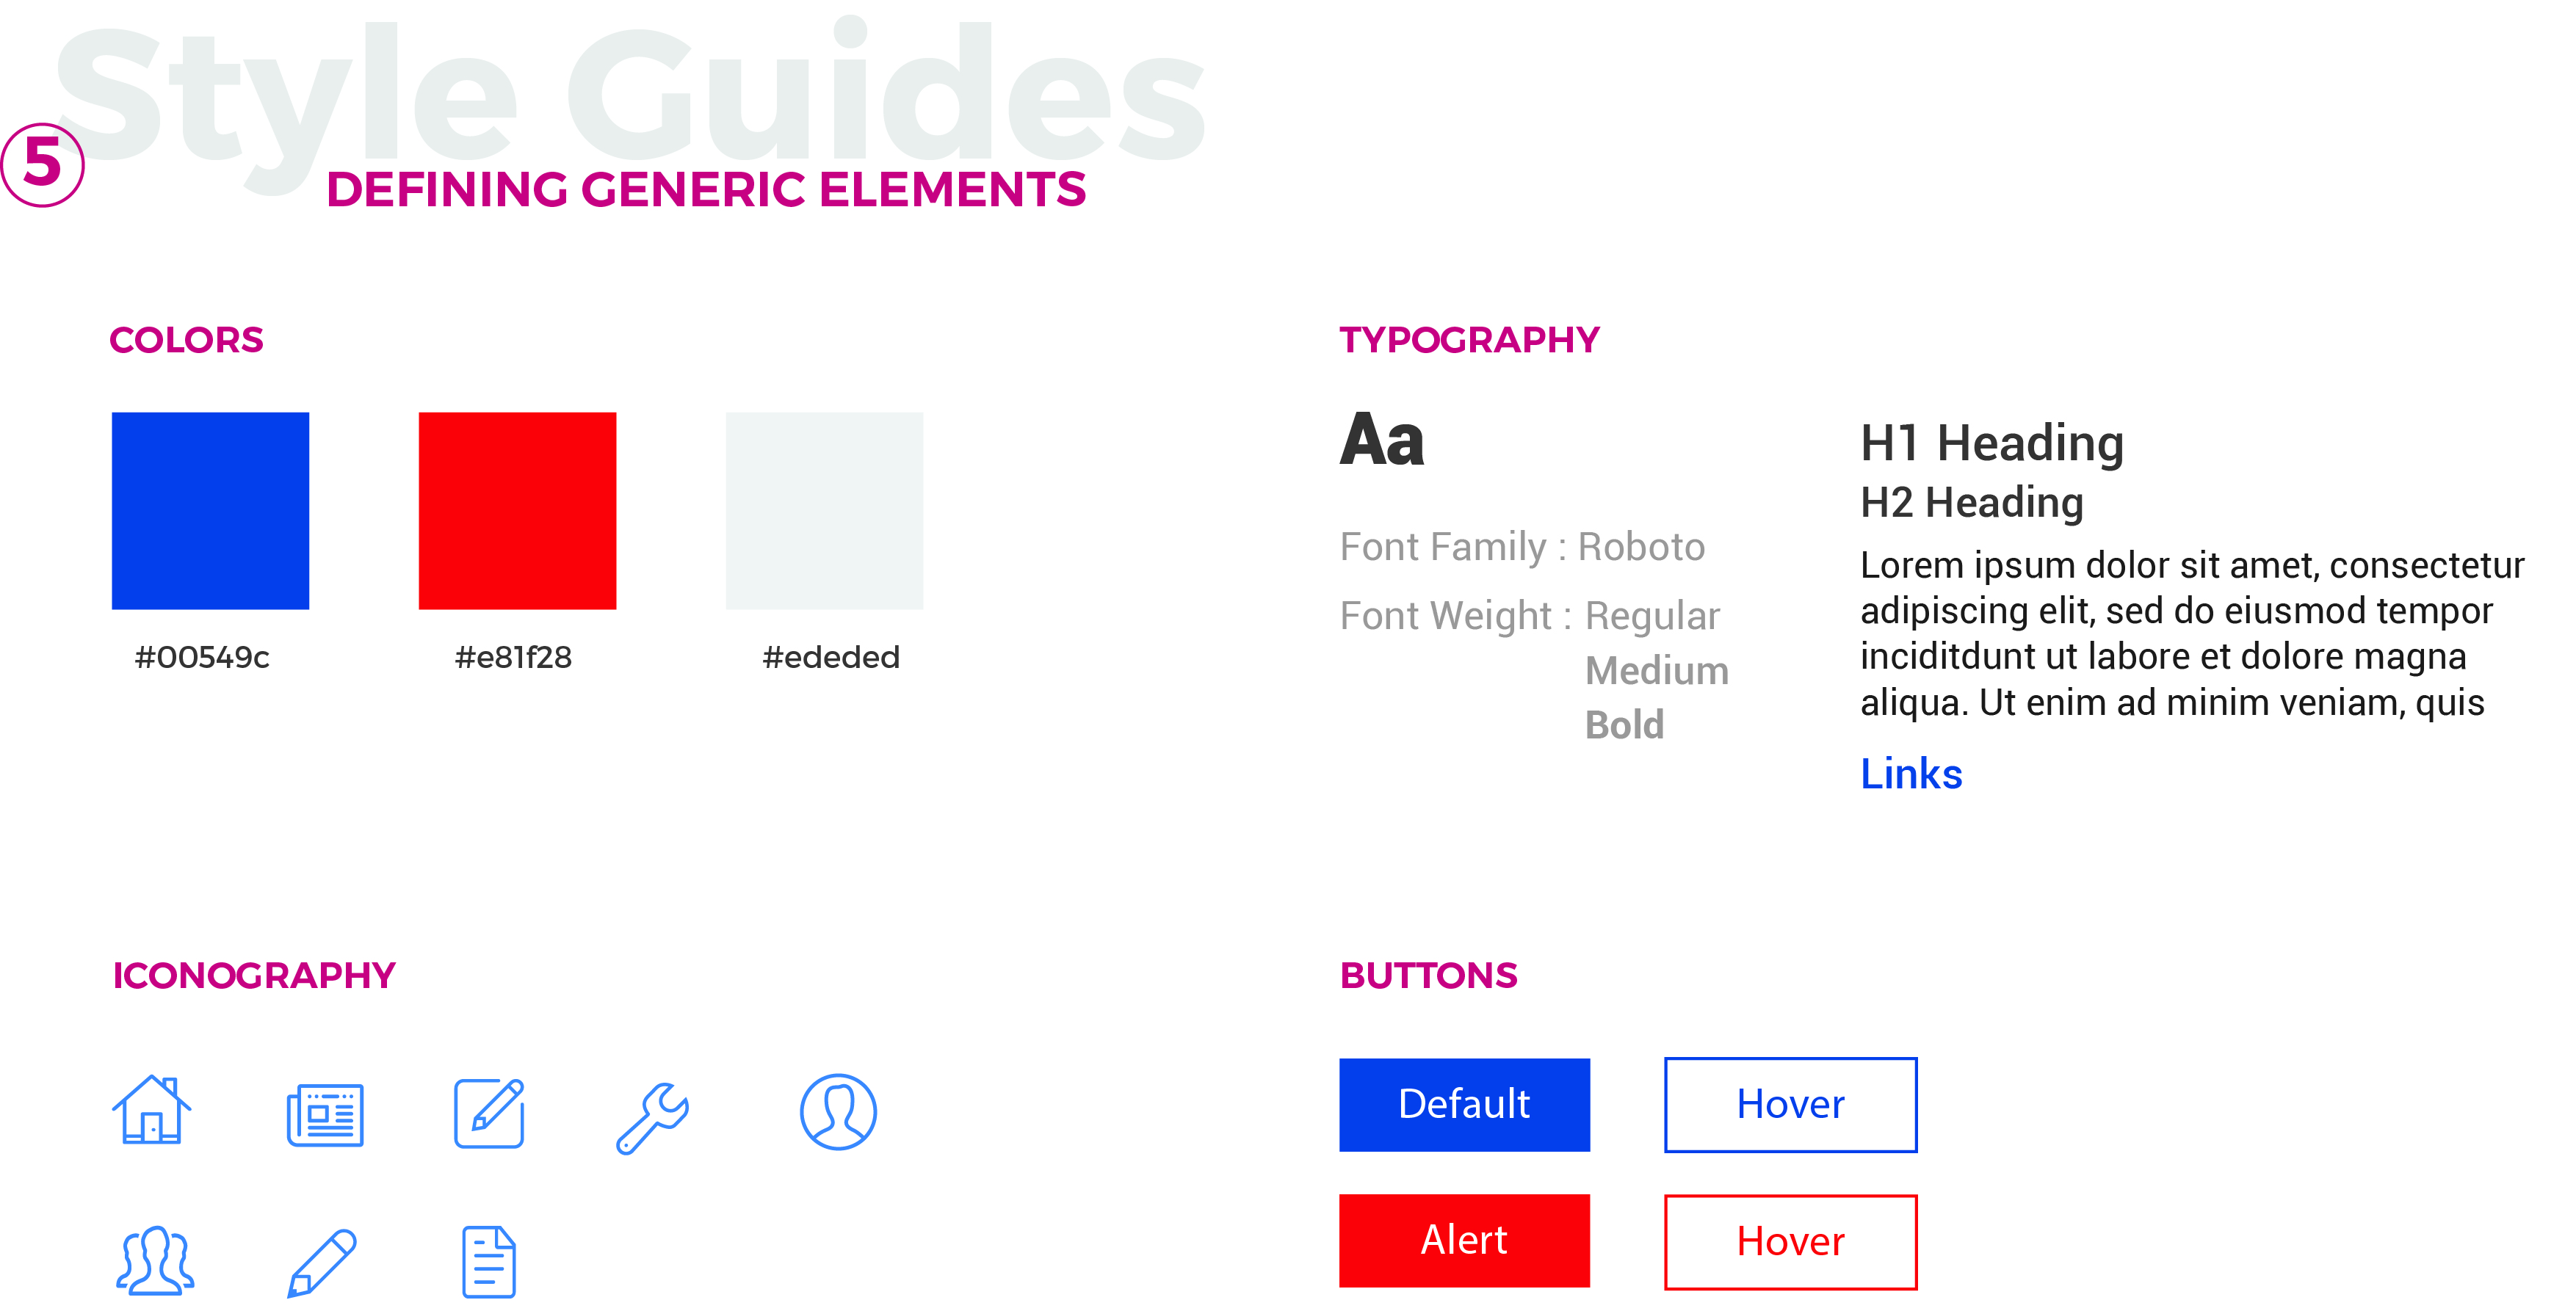 Style Guides
5
DEFINING GENERIC ELEMENTS
COLORS
#00549c
#e81f28
#ededed
TYPOGRAPHY
Aa
Font Family : Roboto
Font Weight : Regular
Medium
Bold
H1 Heading
H2 Heading
Lorem ipsum dolor sit amet, consectetur
adipiscing elit, sed do eiusmod tempor
inciditdunt ut labore et dolore magna
aliqua. Ut enim ad minim veniam, quis
Links
ICONOGRAPHY
BUTTONS
Default
Hover
Alert
Hover